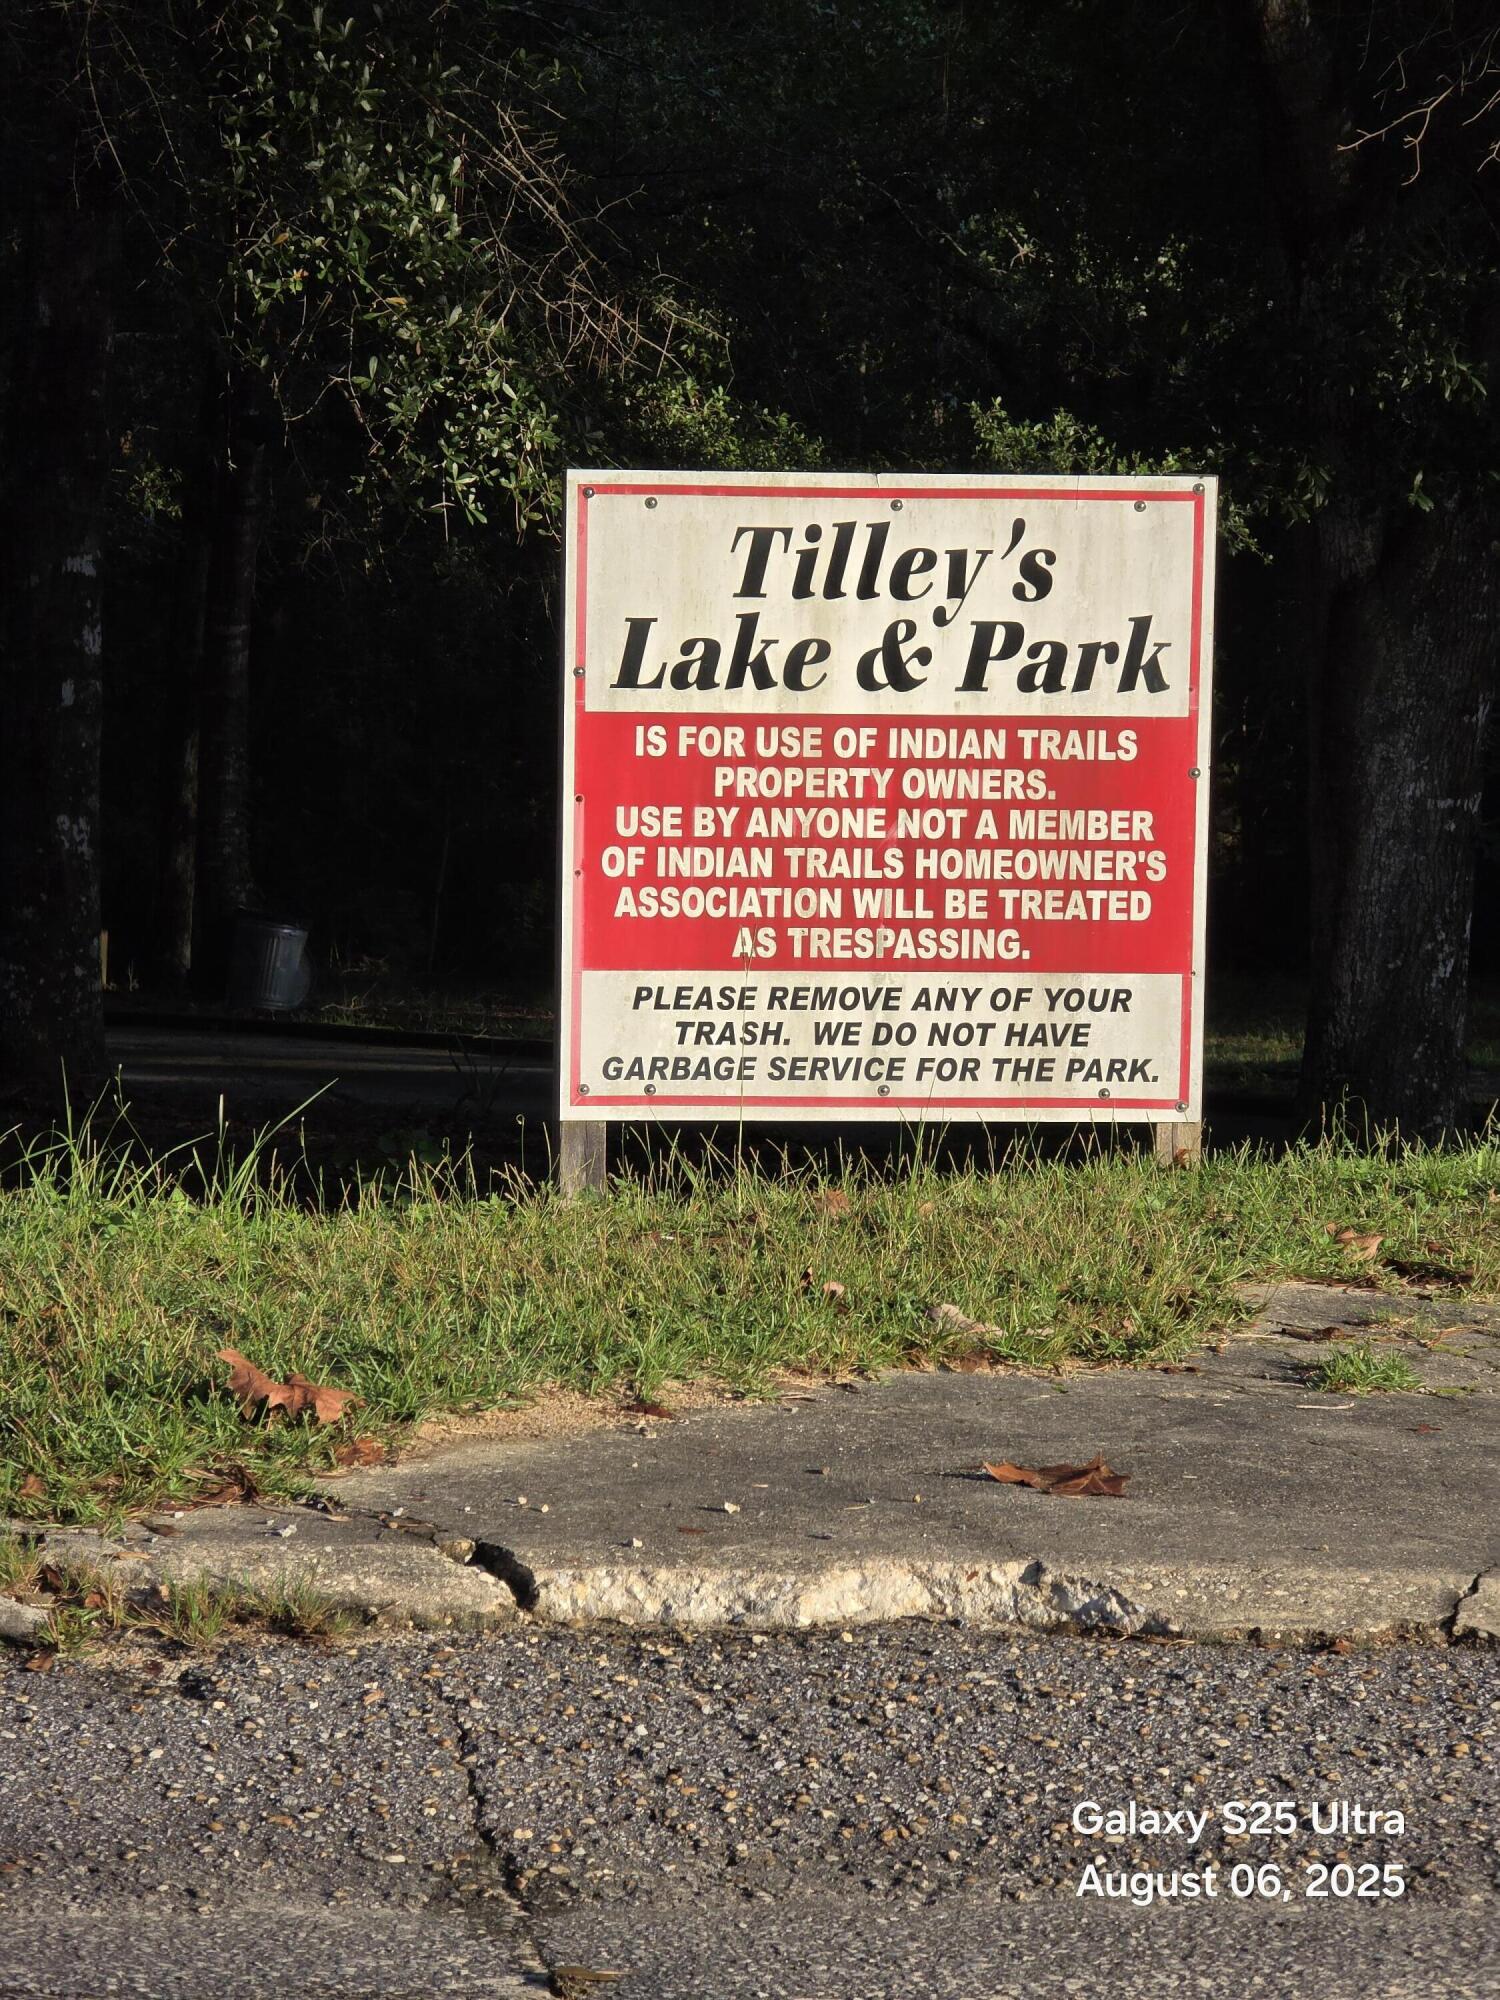 Tilley's
Lake & Park
IS FOR USE OF INDIAN TRAILS
PROPERTY OWNERS.
USE BY ANYONE NOT A MEMBER
OF INDIAN TRAILS HOMEOWNER'S
ASSOCIATION WILL BE TREATED
AS TRESPASSING.
PLEASE REMOVE ANY OF YOUR
TRASH. WE DO NOT HAVE
GARBAGE SERVICE FOR THE PARK.
Galaxy S25 Ultra
August 06, 2025